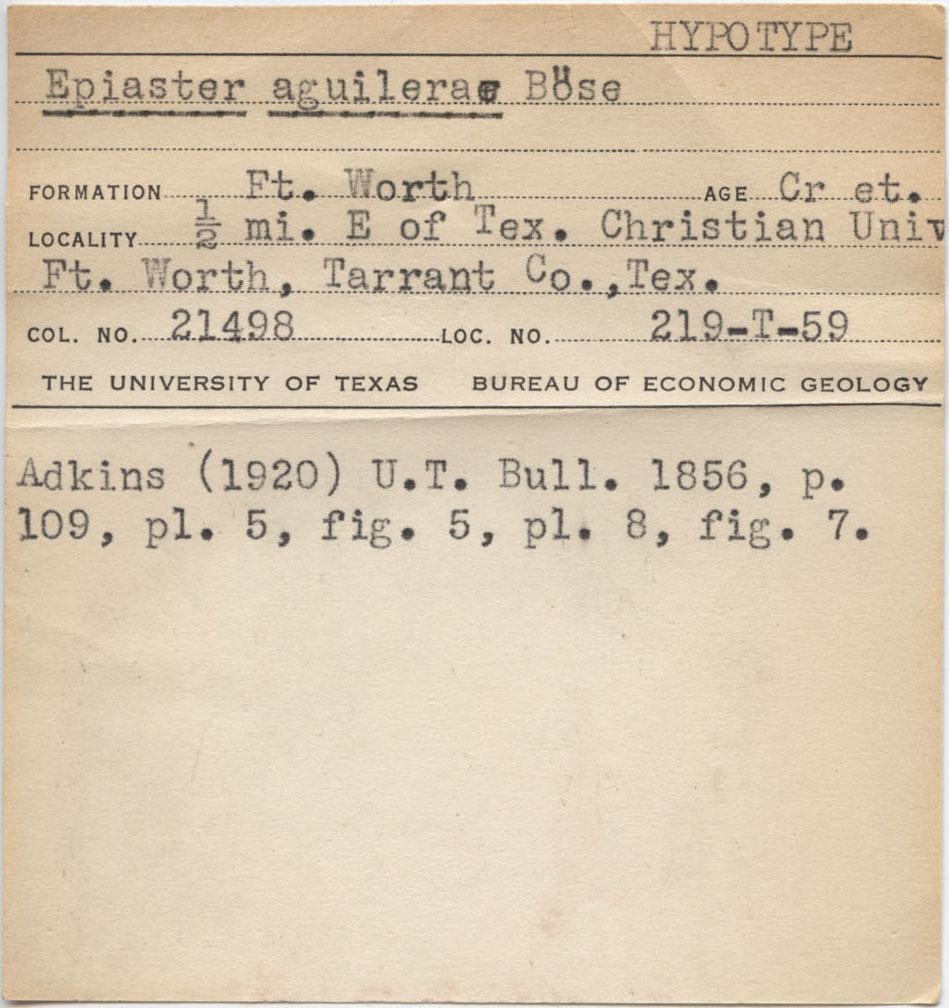 HYPOTYPE
Epiaster aguilerae Böse
FORMATION Ft. Worth AGE Cret.
LOCALITY ½ mi. E of Tex. Christian Univ
Ft. Worth, Tarrant Co.,Tex.
COL. NO. 21498 LOC. NO. 219-T-59
THE UNIVERSITY OF TEXAS BUREAU OF ECONOMIC GEOLOGY
Adkins (1920) U.T. Bull. 1856, p.
109, pl. 5, fig. 5, pl. 8, fig. 7.